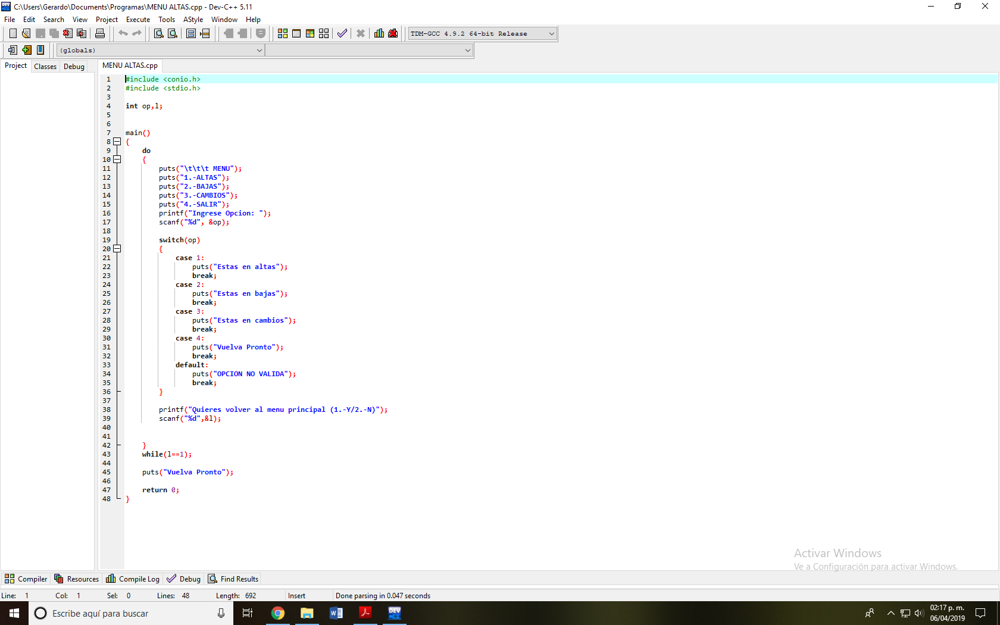 C:\Users\Gerardo\Documents\Programas\MENU ALTAS.cpp - Dev-C++ 5.11
File Edit Search View Project Execute Tools AStyle Window Help
TDM-GCC 4.9.2 64-bit Release
(globals)
Project Classes Debug
MENU ALTAS.cpp
1 #include <conio.h>
2 #include <stdio.h>
3
4 int op,l;
5
6
7 main()
8 {
9 do
10 {
11 puts("\t\t\t MENU");
12 puts("1.-ALTAS");
13 puts("2.-BAJAS");
14 puts("3.-CAMBIOS");
15 puts("4.-SALIR");
16 printf("Ingrese Opcion: ");
17 scanf("%d", &op);
18
19 switch(op)
20 {
21 case 1:
22 puts("Estas en altas");
23 break;
24 case 2:
25 puts("Estas en bajas");
26 break;
27 case 3:
28 puts("Estas en cambios");
29 break;
30 case 4:
31 puts("Vuelva Pronto");
32 break;
33 default:
34 puts("OPCION NO VALIDA");
35 break;
36 }
37
38 printf("Quieres volver al menu principal (1.-Y/2.-N)");
39 scanf("%d",&l);
40
41
42 }
43 while(l==1);
44
45 puts("Vuelva Pronto");
46
47 return 0;
48 }
Activar Windows
Ve a Configuración para activar Windows.
Compiler Resources Compile Log Debug Find Results
Line: 1 Col: 1 Sel: 0 Lines: 48 Length: 692 Insert Done parsing in 0.047 seconds
Escribe aquí para buscar
DEV
02:17 p. m.
06/04/2019